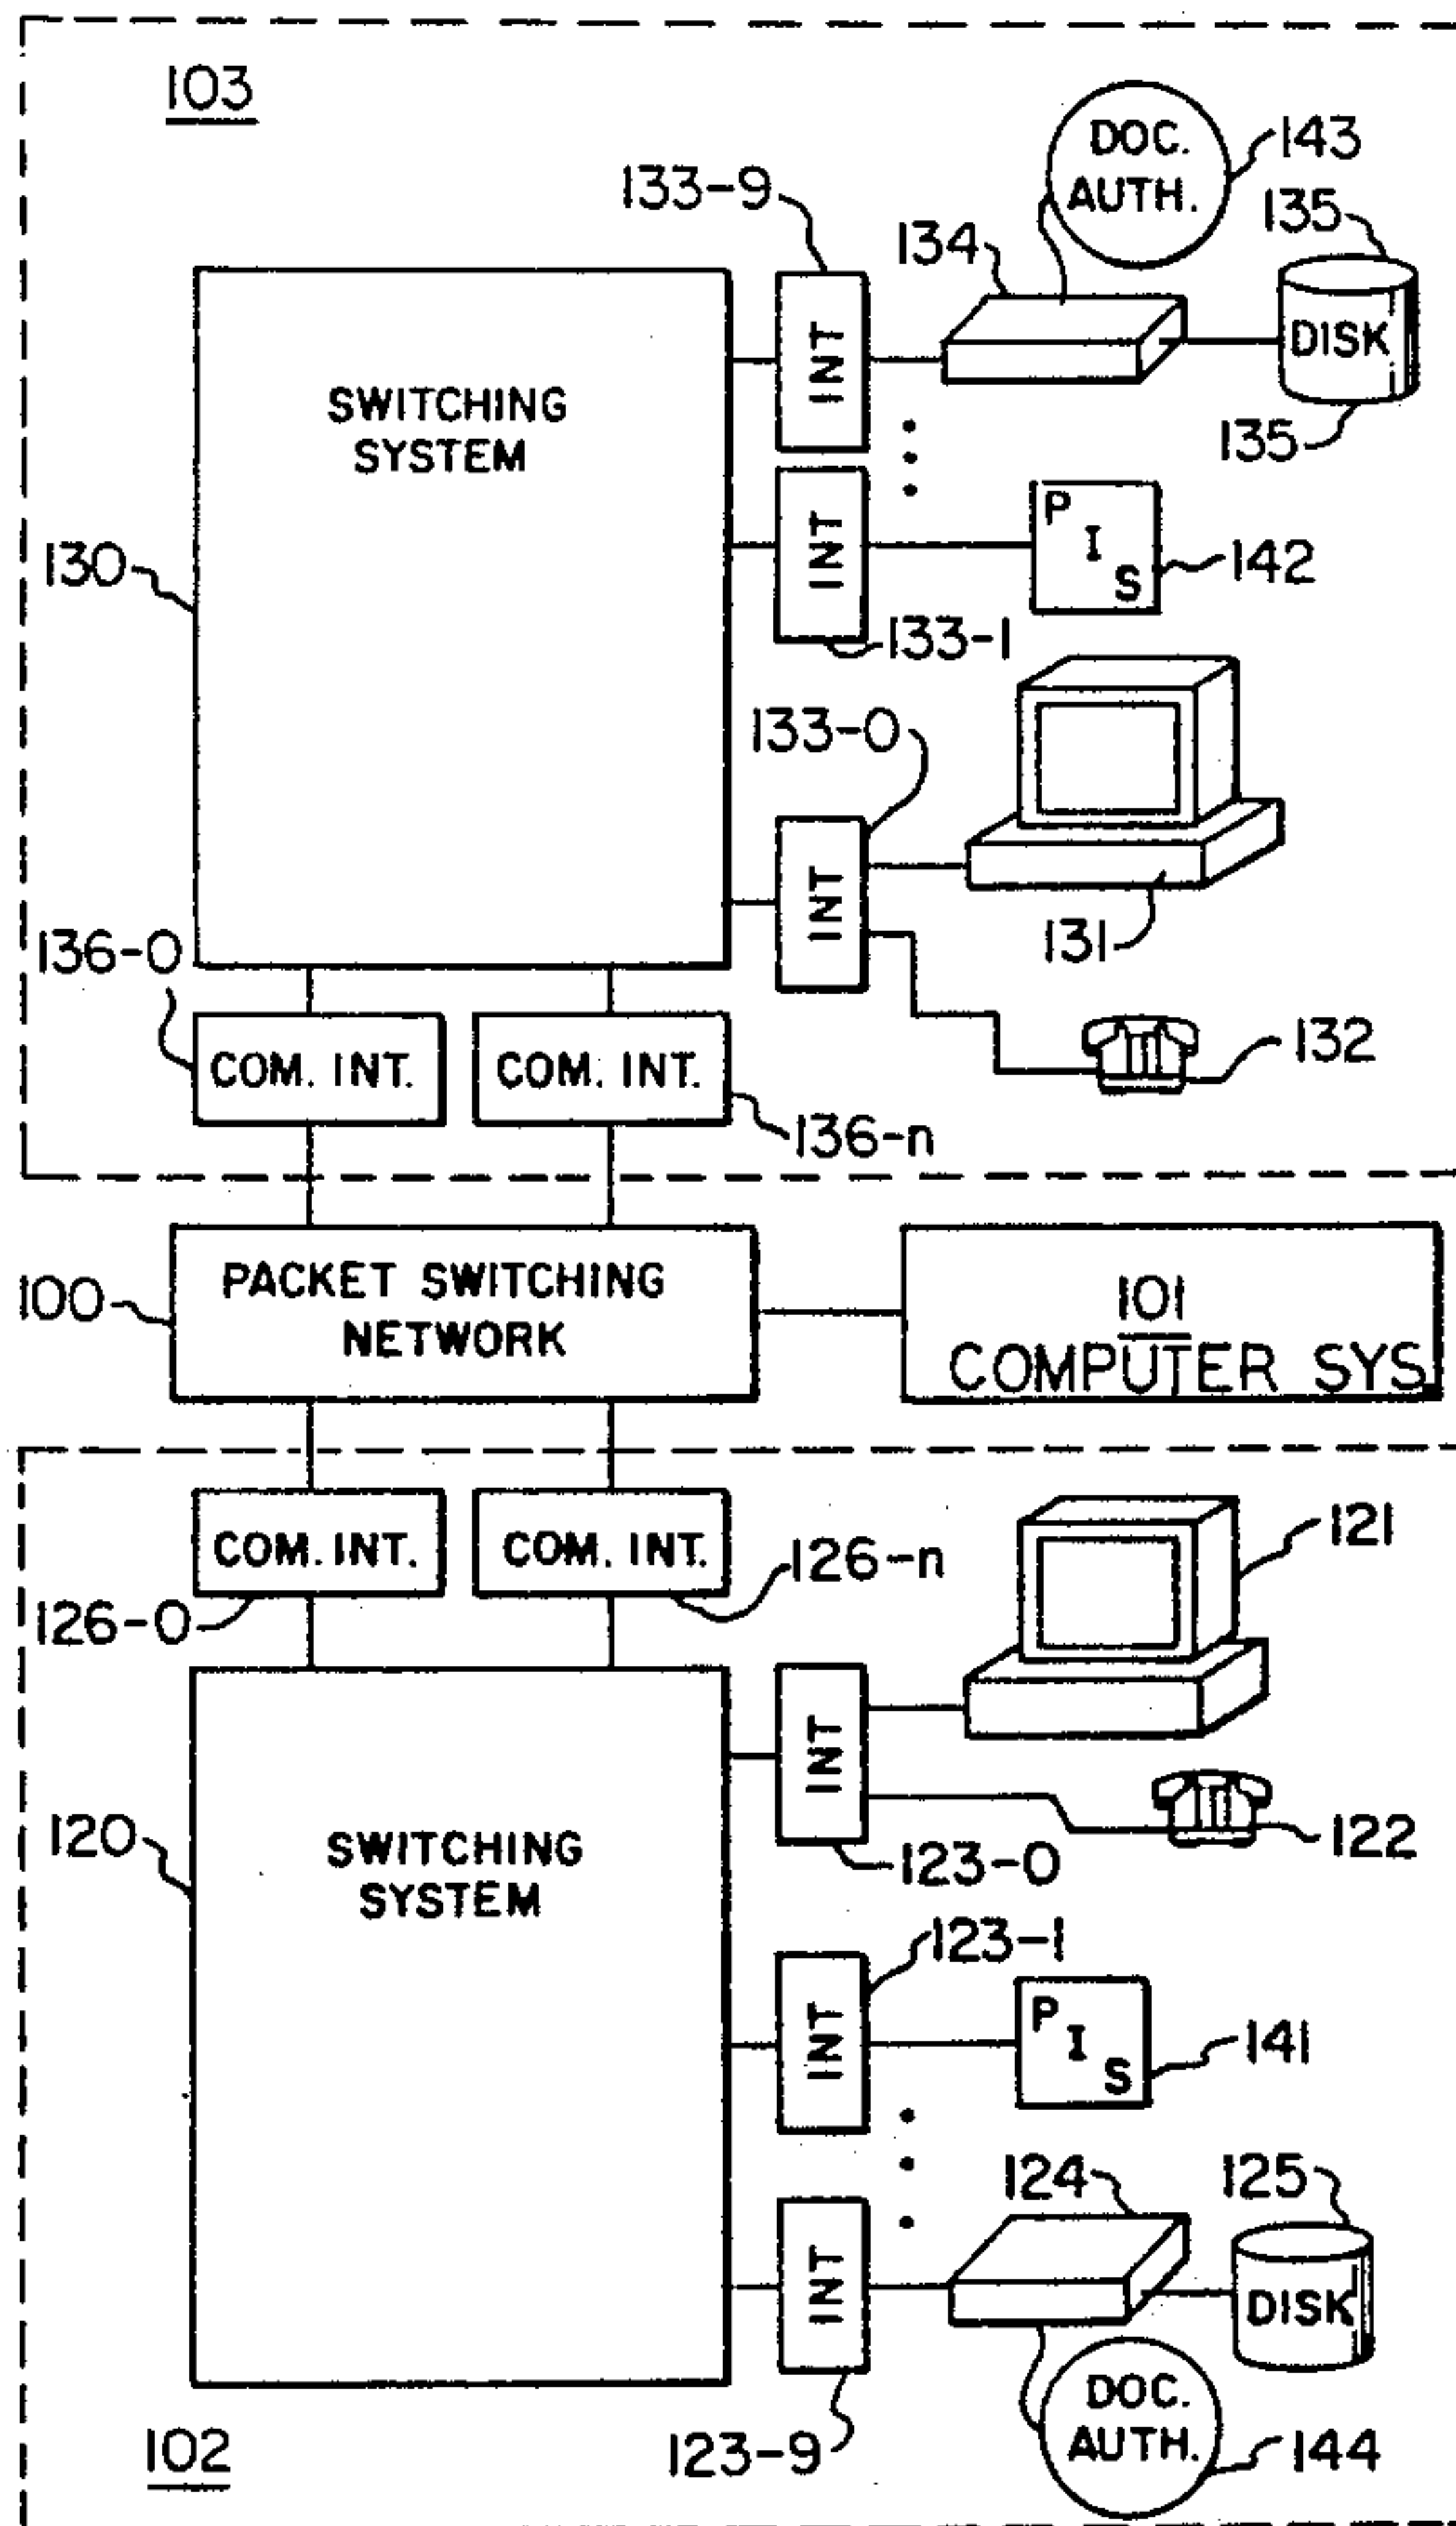 103
DOC.
AUTH.
143
133-9
134
135
INT
DISK
135
SWITCHING
SYSTEM
INT
P
I
S
142
130
133-1
133-0
INT
131
136-0
COM. INT.
COM. INT.
132
136-n
100
PACKET SWITCHING
NETWORK
101
COMPUTER SYS.
COM. INT.
COM. INT.
126-n
121
126-0
INT
120
SWITCHING
SYSTEM
123-0
122
123-1
INT
P
I
S
141
124
125
INT
DISK
DOC.
AUTH.
144
123-9
102